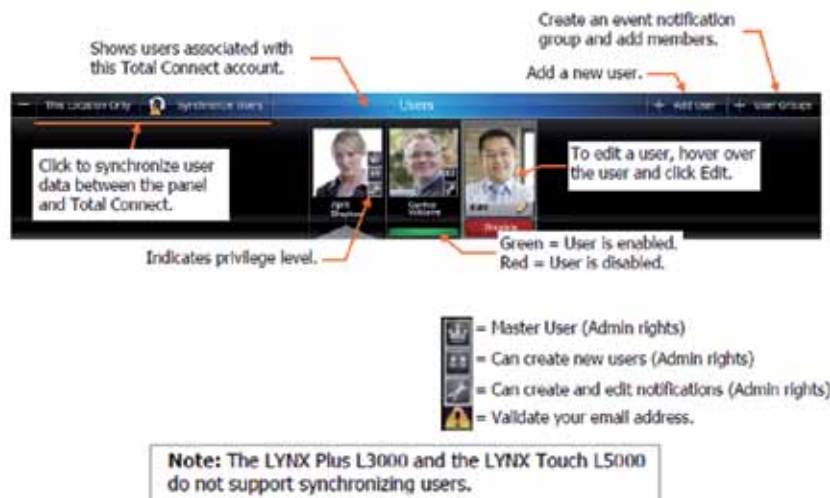 Create an event notification
group and add members.
Shows users associated with
this Total Connect account.
Add a new user.
This Location Only Synchronize Users Users + Add User + User Groups
Click to synchronize user
data between the panel
and Total Connect.
To edit a user, hover over
the user and click Edit.
April
Edit
Indicates privilege level.
Green = User is enabled.
Red = User is disabled.
= Master User (Admin rights)
= Can create new users (Admin rights)
= Can create and edit notifications (Admin rights)
= Validate your email address.
Note: The LYNX Plus L3000 and the LYNX Touch L5000
do not support synchronizing users.